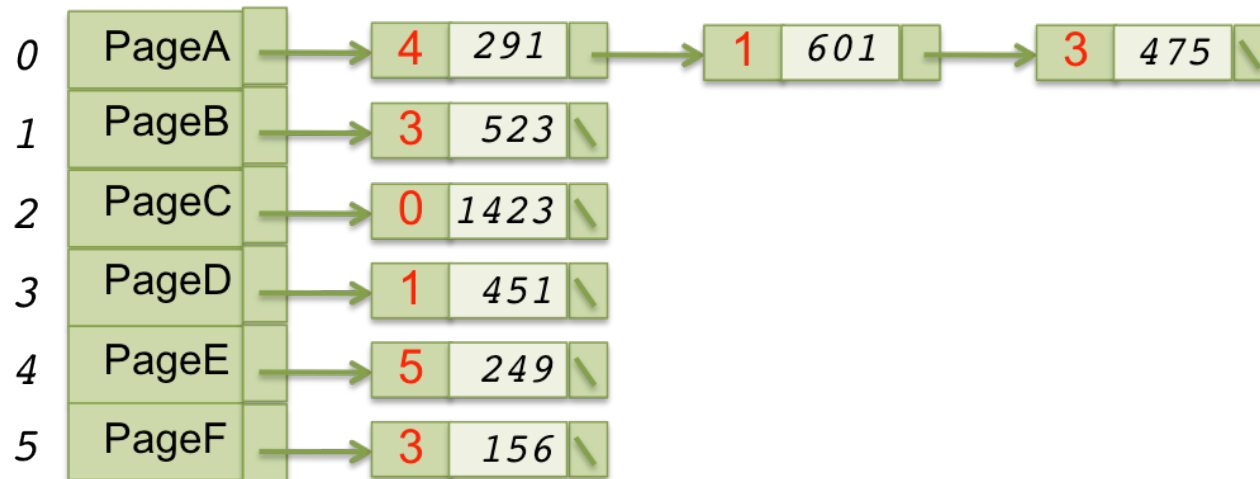 0 PageA 4 291 1 601 3 475
1 PageB 3 523
2 PageC 0 1423
3 PageD 1 451
4 PageE 5 249
5 PageF 3 156